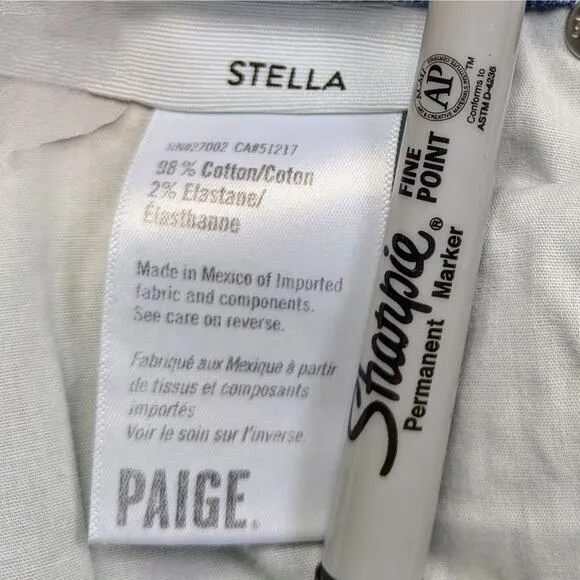 STELLA
RN#27002 CA#51217
98% Cotton/Coton
2% Elastane/
Élasthanne
Made in Mexico of Imported
fabric and components.
See care on reverse.
Fabriqué aux Mexique à partir
de tissus et composants
importés
Voir le soin sur l'inverse.
PAIGE®
Sharpie®
FINE
POINT
Permanent Marker
AP
Conforms to
ASTM D-4236
TM